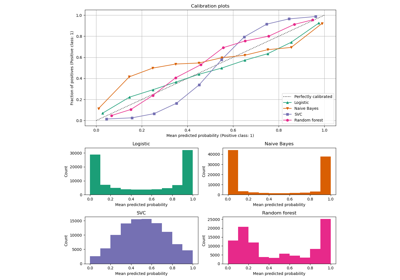 Calibration plots
Fraction of positives (Positive class: 1)
1.0
0.8
0.6
0.4
0.2
0.0
Perfectly calibrated
Logistic
Naive Bayes
SVC
Random forest
0.0 0.2 0.4 0.6 0.8 1.0
Mean predicted probability (Positive class: 1)
Logistic
Count
30000
20000
10000
0
0.0 0.2 0.4 0.6 0.8 1.0
Mean predicted probability
Naive Bayes
Count
40000
20000
0
0.0 0.2 0.4 0.6 0.8 1.0
Mean predicted probability
SVC
Count
15000
10000
5000
0
0.0 0.2 0.4 0.6 0.8 1.0
Mean predicted probability
Random forest
Count
25000
20000
15000
10000
5000
0
0.0 0.2 0.4 0.6 0.8 1.0
Mean predicted probability